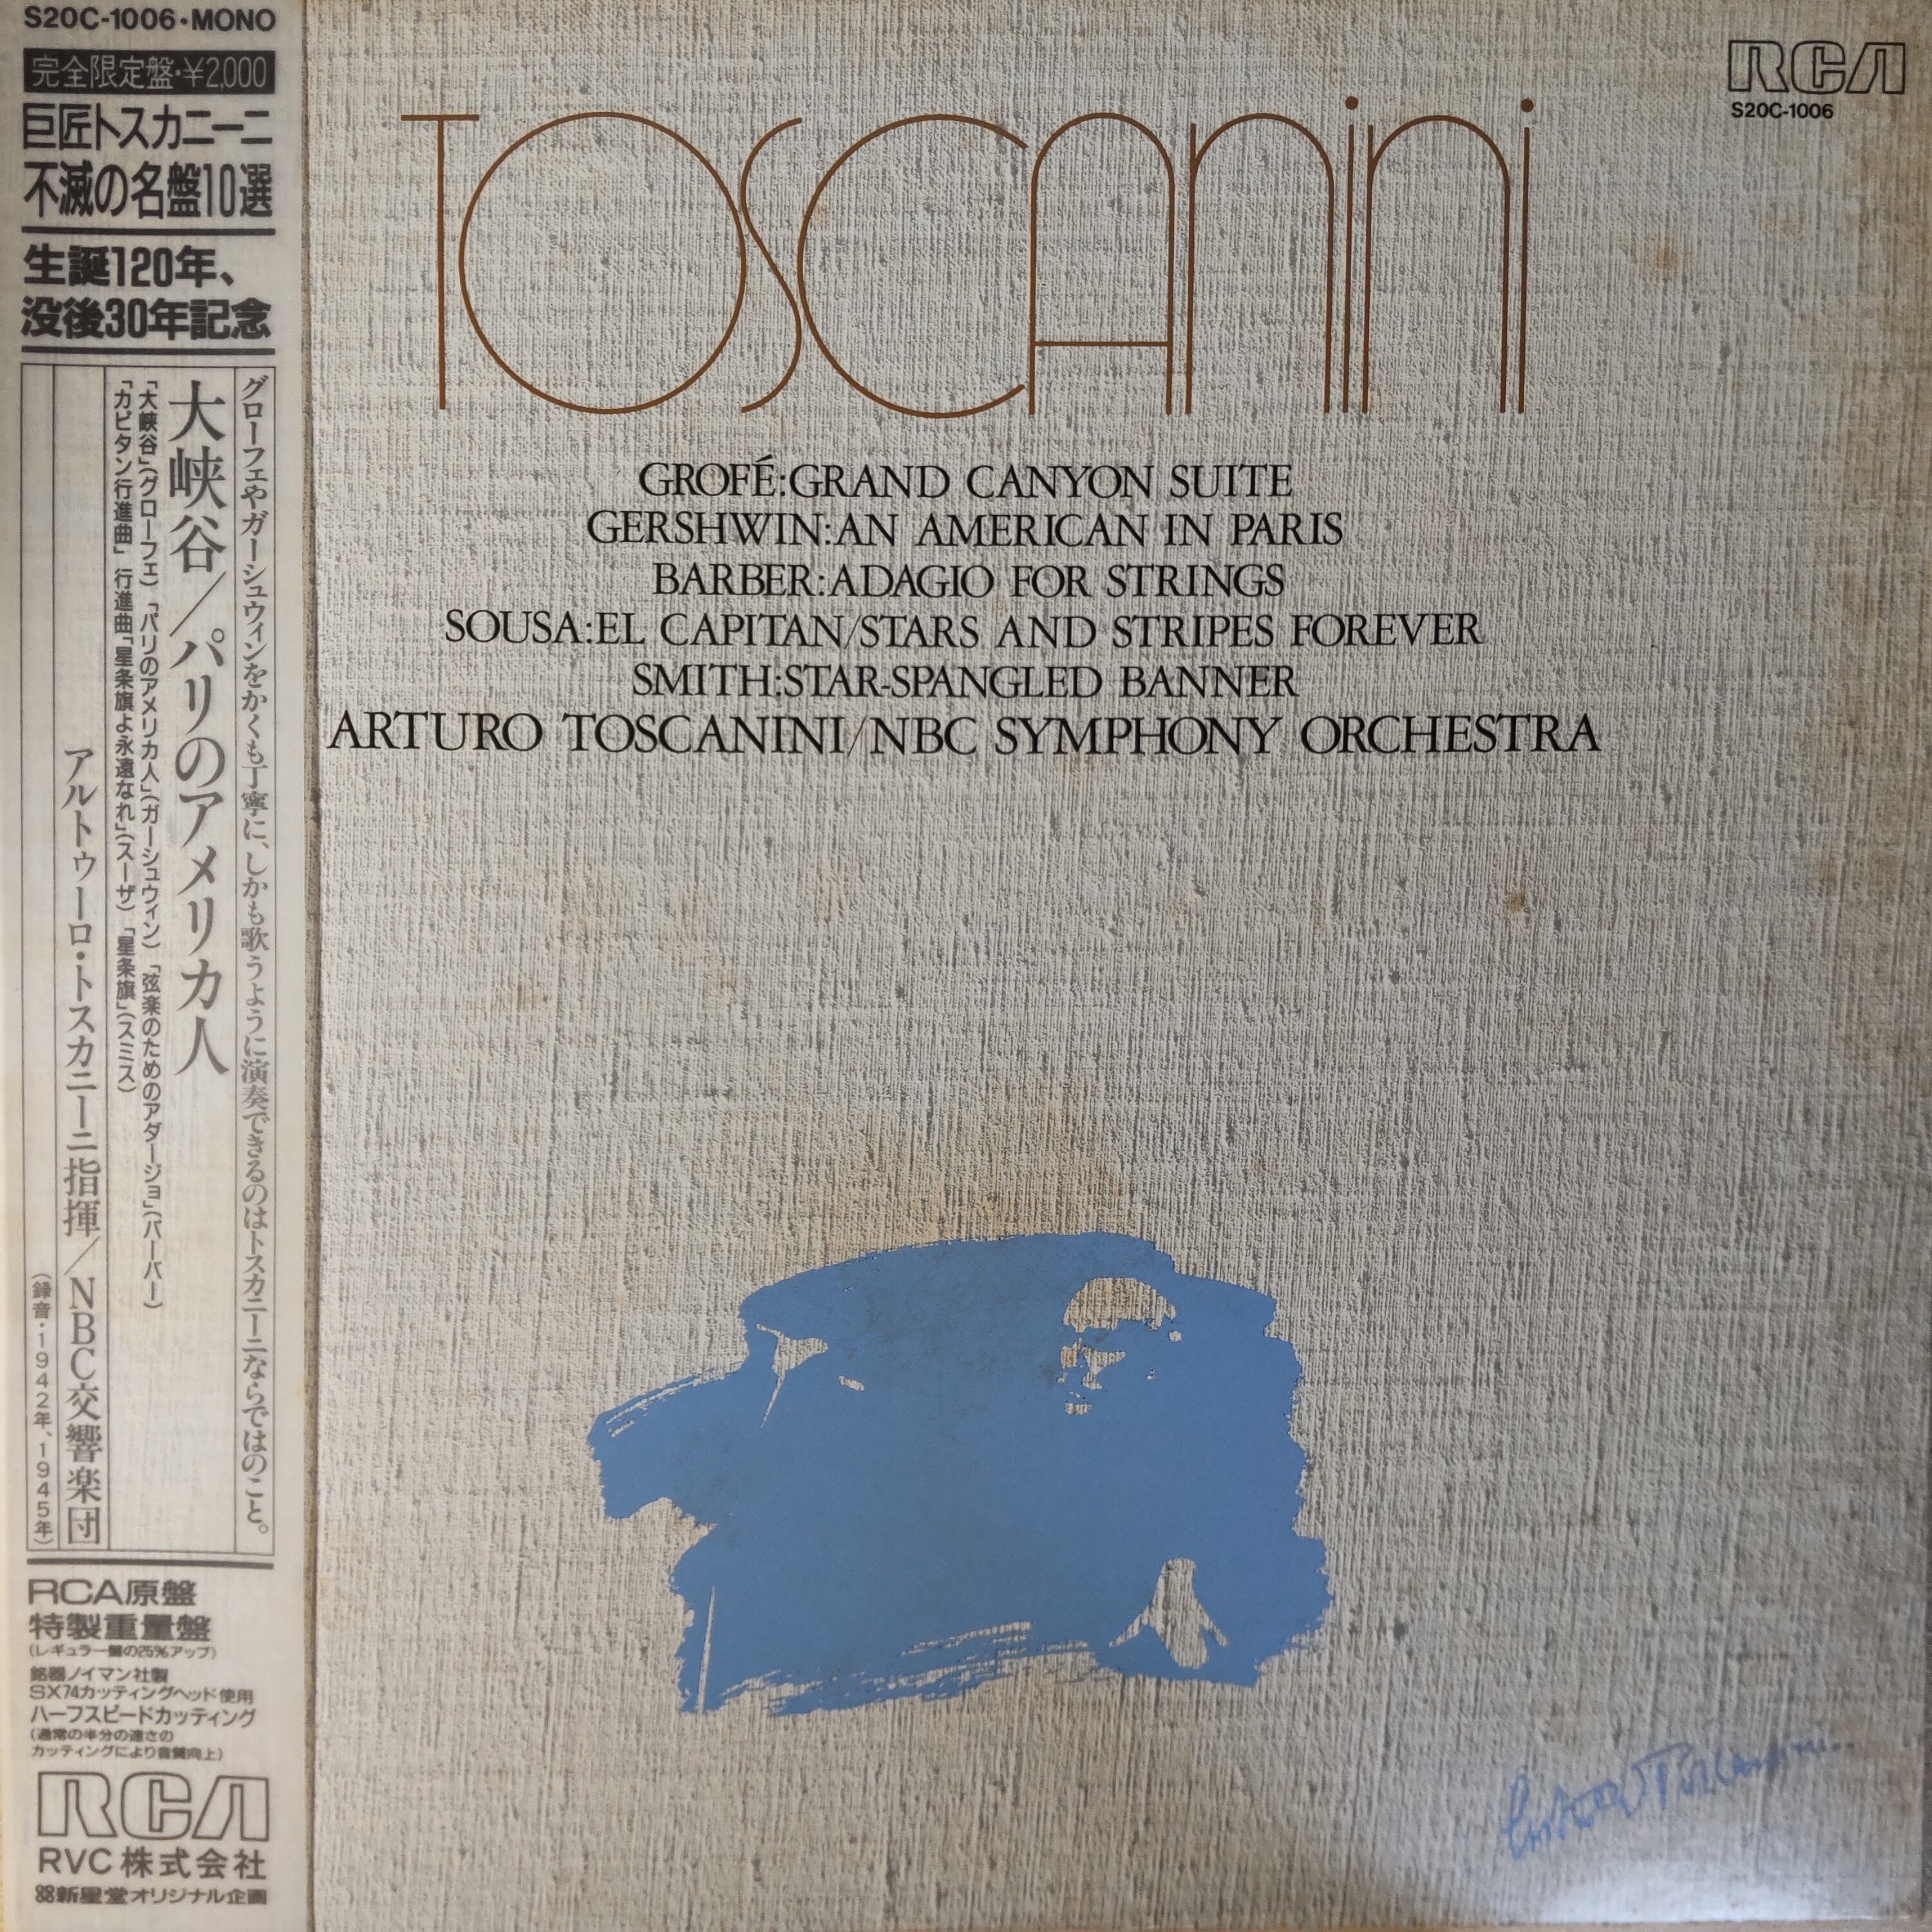 S20C-1006・MONO
完全限定盤・¥2,000
巨匠トスカニーニ
不滅の名盤10選
生誕120年、
没後30年記念
グローフェやガーシュウィンをかくも丁寧に、しかも歌うように演奏できるのはトスカニーニならではのこと。
大峡谷／パリのアメリカ人
「大峡谷」(グローフェ) 「パリのアメリカ人」(ガーシュウィン) 「弦楽のためのアダージョ」(バーバー)
「カピタン行進曲」 行進曲「星条旗よ永遠なれ」(スーザ) 「星条旗」(スミス)
アルトゥーロ・トスカニーニ指揮／NBC交響楽団
(録音・1942年、1945年)
RCA原盤
特製重量盤
(レギュラー盤の25%アップ)
銘器ノイマン社製
SX74カッティングヘッド使用
ハーフスピードカッティング
(通常の半分の速さの
カッティングにより音質向上)
RCA
RVC株式会社
新星堂オリジナル企画
RCA
S20C-1006
TOSCANINI
GROFÉ:GRAND CANYON SUITE
GERSHWIN:AN AMERICAN IN PARIS
BARBER:ADAGIO FOR STRINGS
SOUSA:EL CAPITAN/STARS AND STRIPES FOREVER
SMITH:STAR-SPANGLED BANNER
ARTURO TOSCANINI/NBC SYMPHONY ORCHESTRA
Arturo Toscanini